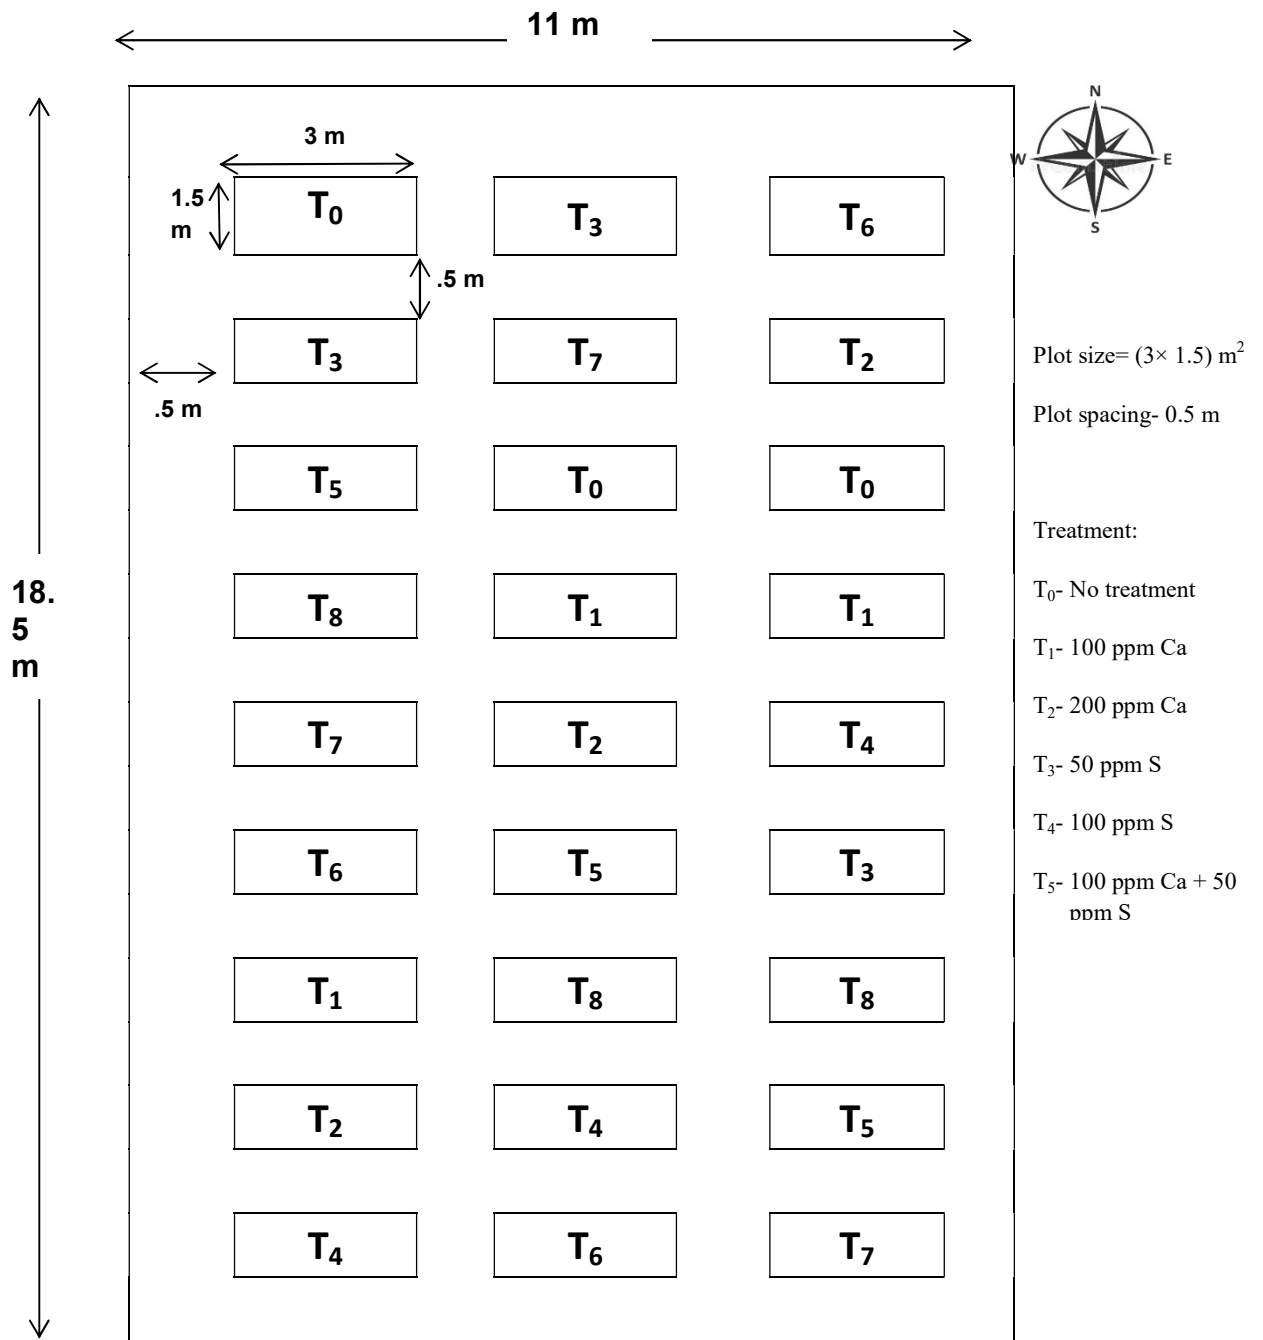 11 m
N
W E
S
3 m
1.5
m
T0 T3 T6
.5 m
T3 T7 T2
.5 m
Plot size= (3× 1.5) m2
Plot spacing- 0.5 m
T5 T0 T0
Treatment:
18.
5
m
T8 T1 T1
T0- No treatment
T1- 100 ppm Ca
T7 T2 T4
T2- 200 ppm Ca
T3- 50 ppm S
T4- 100 ppm S
T6 T5 T3
T5- 100 ppm Ca + 50
ppm S
T1 T8 T8
T2 T4 T5
T4 T6 T7